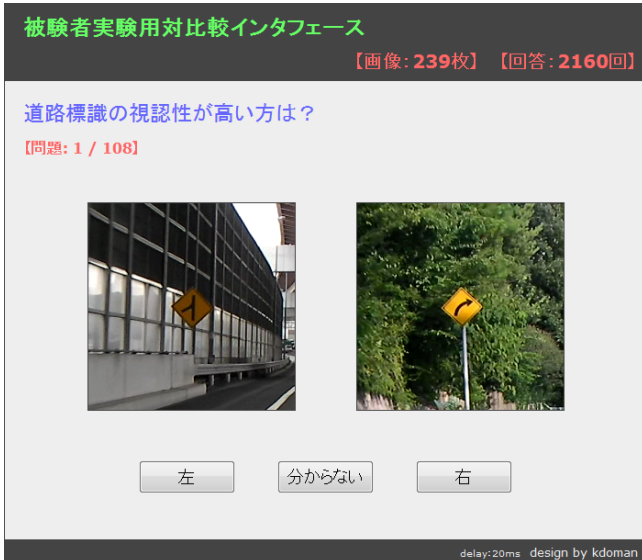 被験者実験用対比較インタフェース
【画像：239枚】 【回答：2160回】
道路標識の視認性が高い方は？
【問題: 1 / 108】
左 分からない 右
delay:20ms design by kdoman